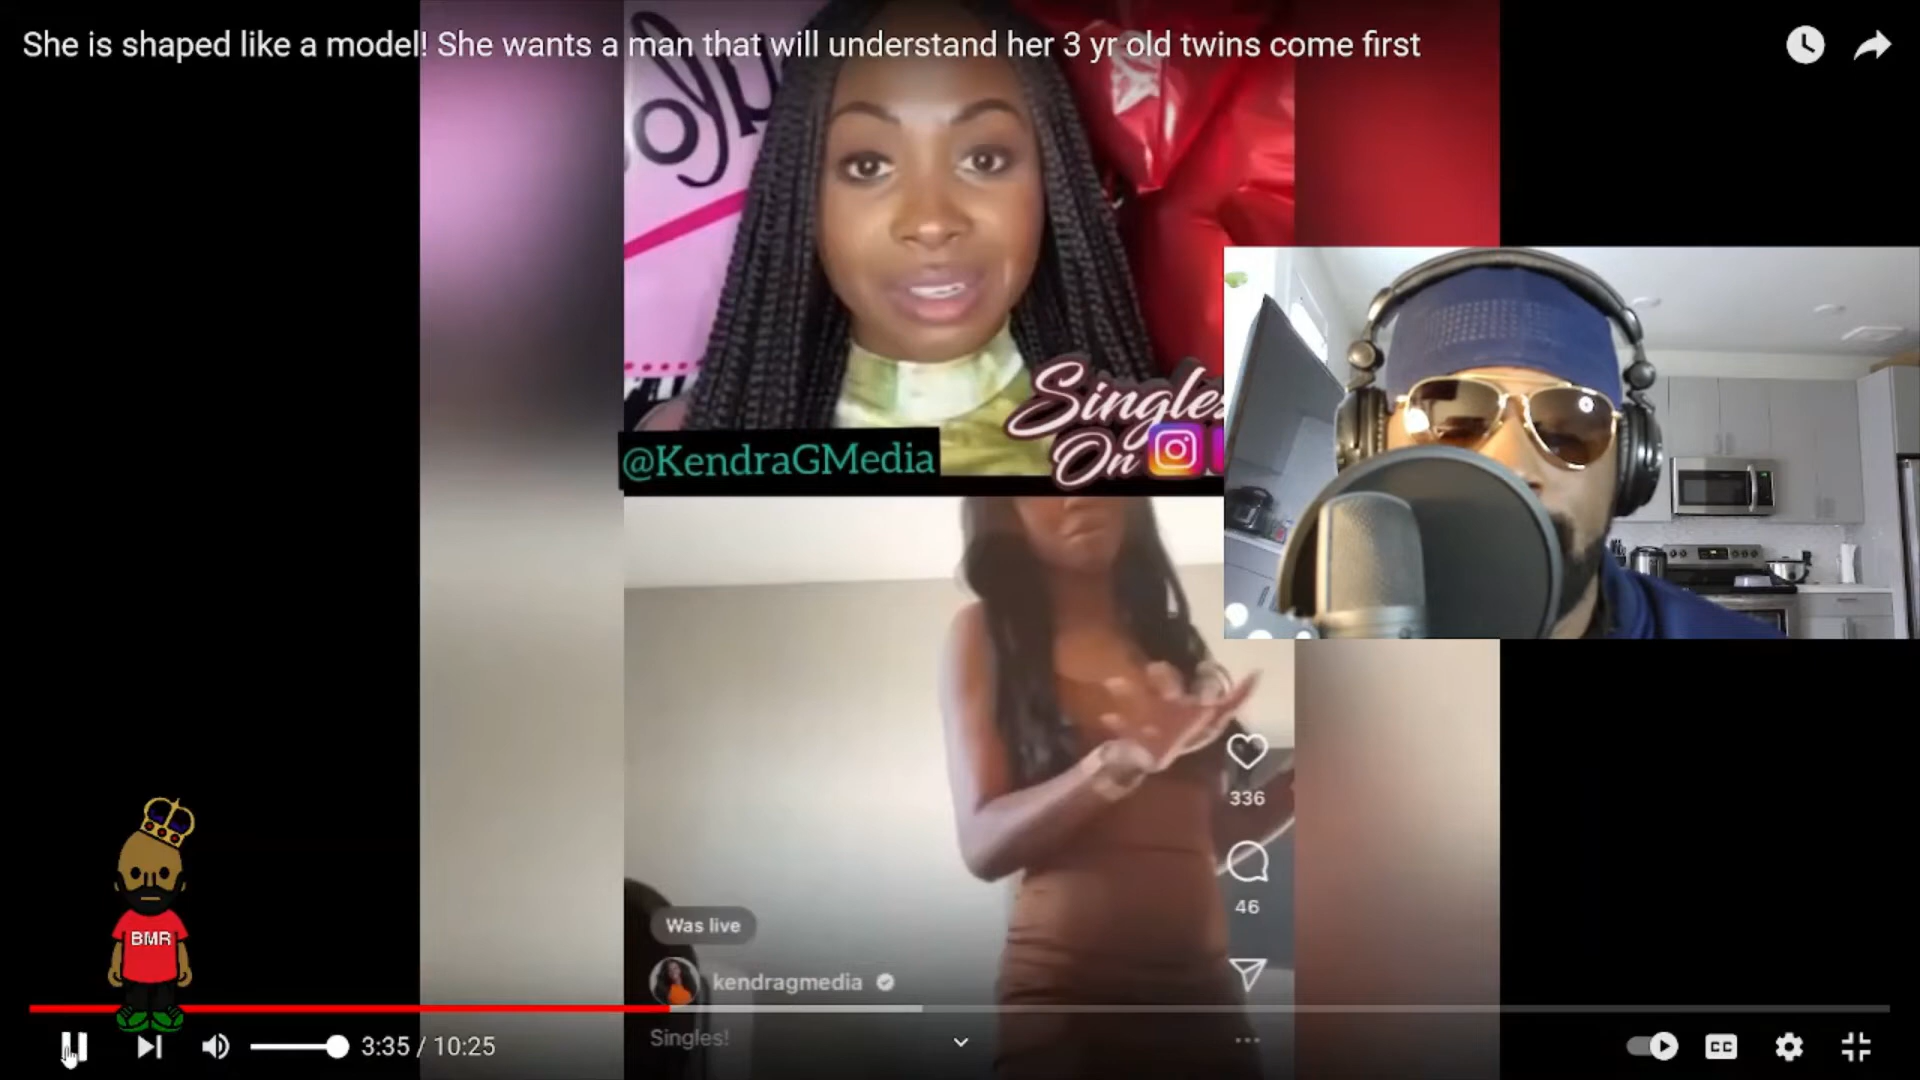 She is shaped like a model! She wants a man that will understand her 3 yr old twins come first
@KendraGMedia
Singles
On
336
46
Was live
kendragmedia
BMR
Singles!
3:35 / 10:25
CC